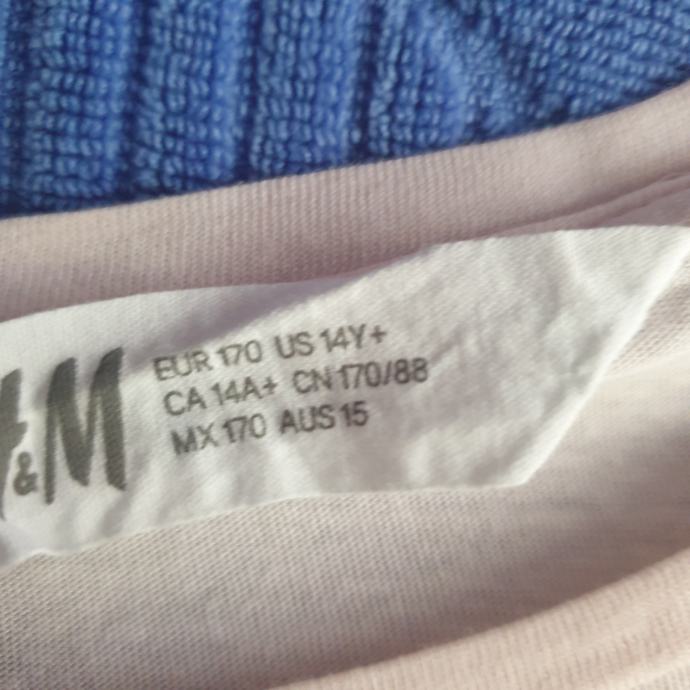 H&M
EUR 170 US 14Y+
CA 14A+ CN 170/88
MX 170 AUS 15